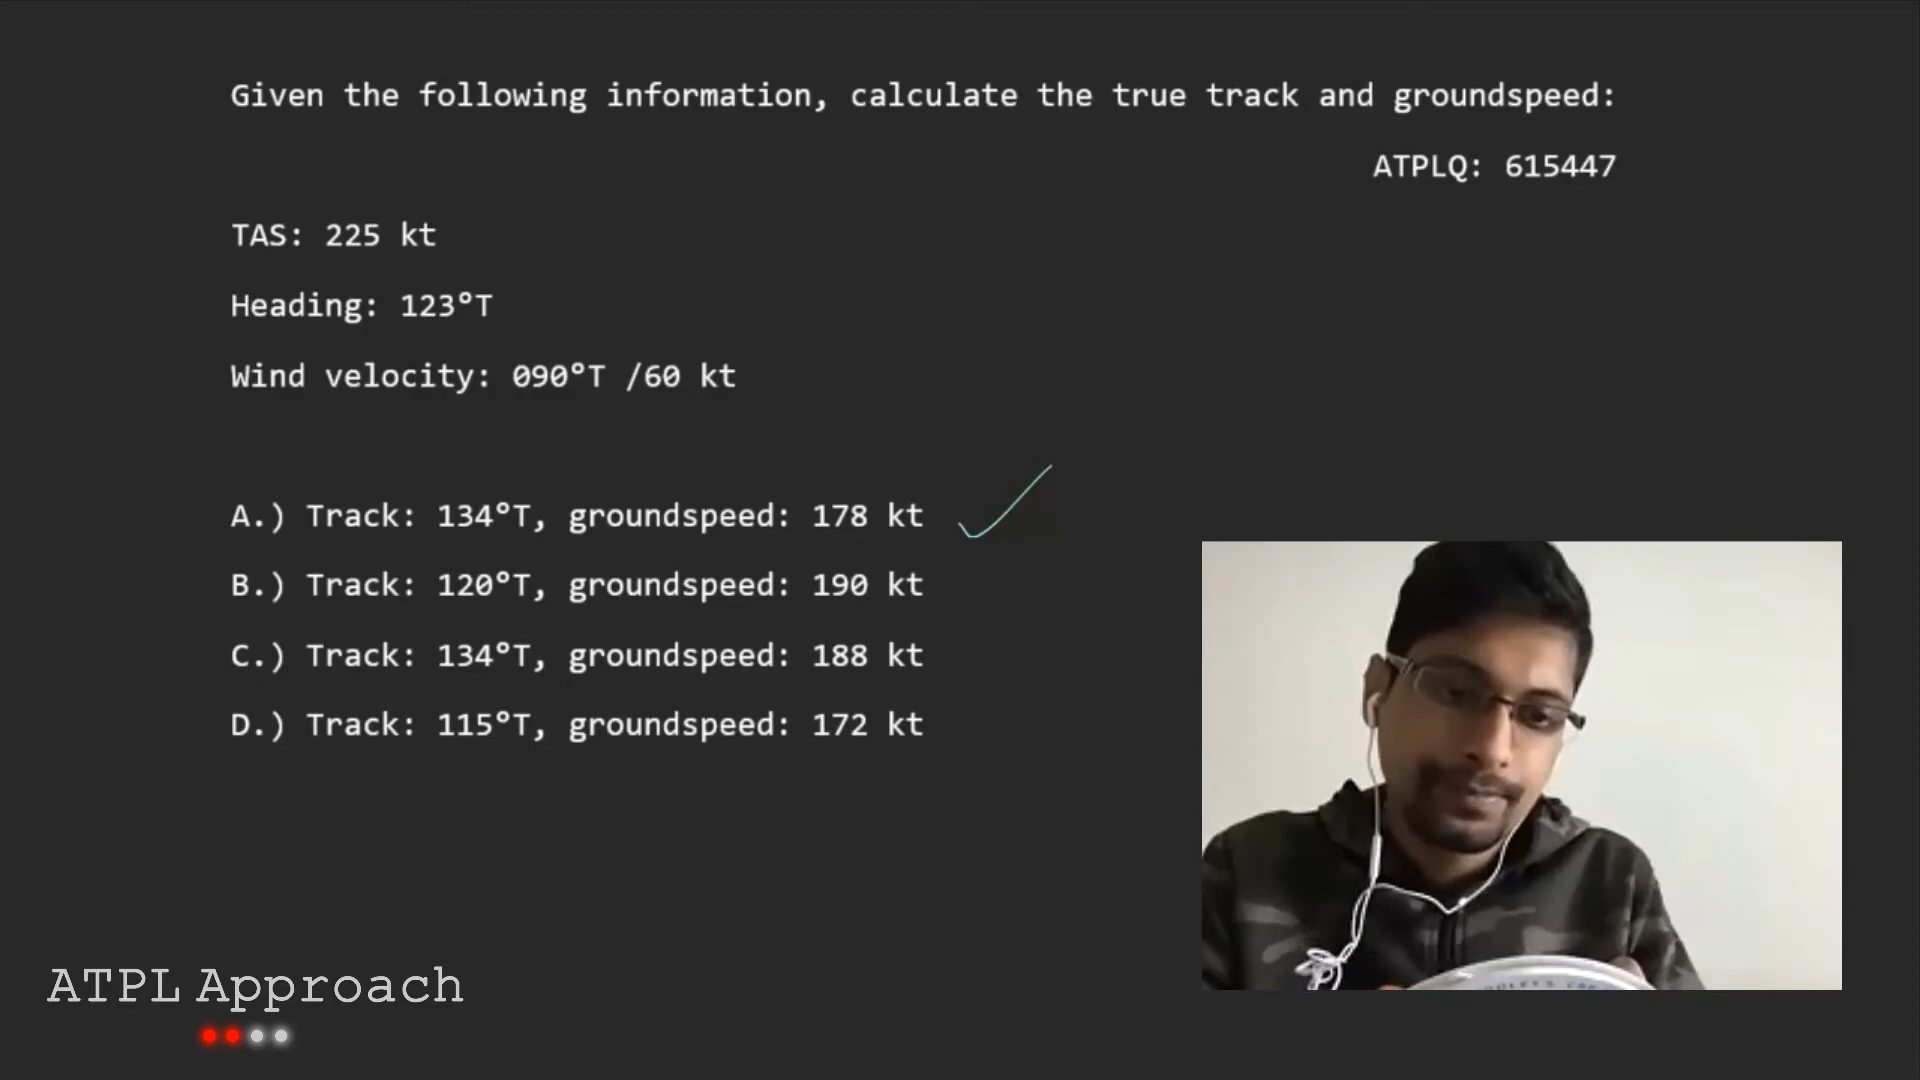 Given the following information, calculate the true track and groundspeed:
ATPLQ: 615447
TAS: 225 kt
Heading: 123°T
Wind velocity: 090°T /60 kt
A.) Track: 134°T, groundspeed: 178 kt
B.) Track: 120°T, groundspeed: 190 kt
C.) Track: 134°T, groundspeed: 188 kt
D.) Track: 115°T, groundspeed: 172 kt
ATPL Approach